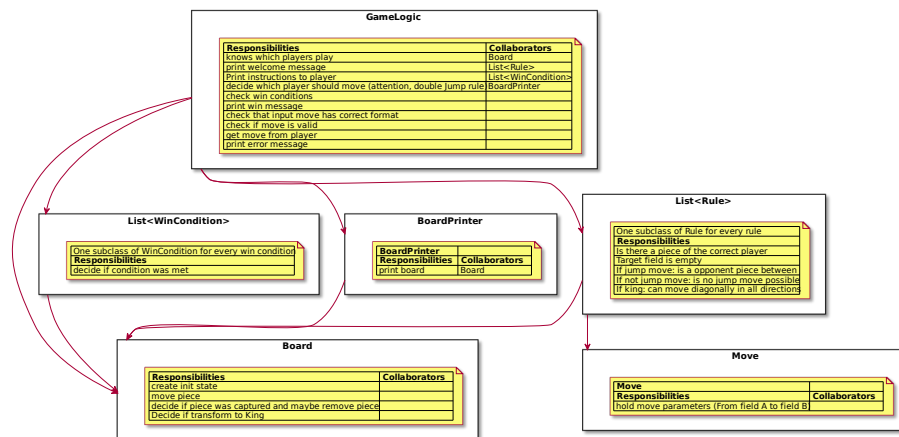 GameLogic
Responsibilities Collaborators
knows which players play Board
print welcome message List<Rule>
Print instructions to player List<WinCondition>
decide which player should move (attention, double Jump rule) BoardPrinter
check win conditions
print win message
check that input move has correct format
check if move is valid
get move from player
print error message
List<WinCondition>
One subclass of WinCondition for every win condition
Responsibilities
decide if condition was met
BoardPrinter
BoardPrinter
Responsibilities Collaborators
print board Board
List<Rule>
One subclass of Rule for every rule
Responsibilities
Is there a piece of the correct player
Target field is empty
If jump move: is a opponent piece between
If not jump move: is no jump move possible
If king: can move diagonally in all directions
Board
Responsibilities Collaborators
create init state
move piece
decide if piece was captured and maybe remove piece
Decide if transform to King
Move
Move
Responsibilities Collaborators
hold move parameters (From field A to field B)